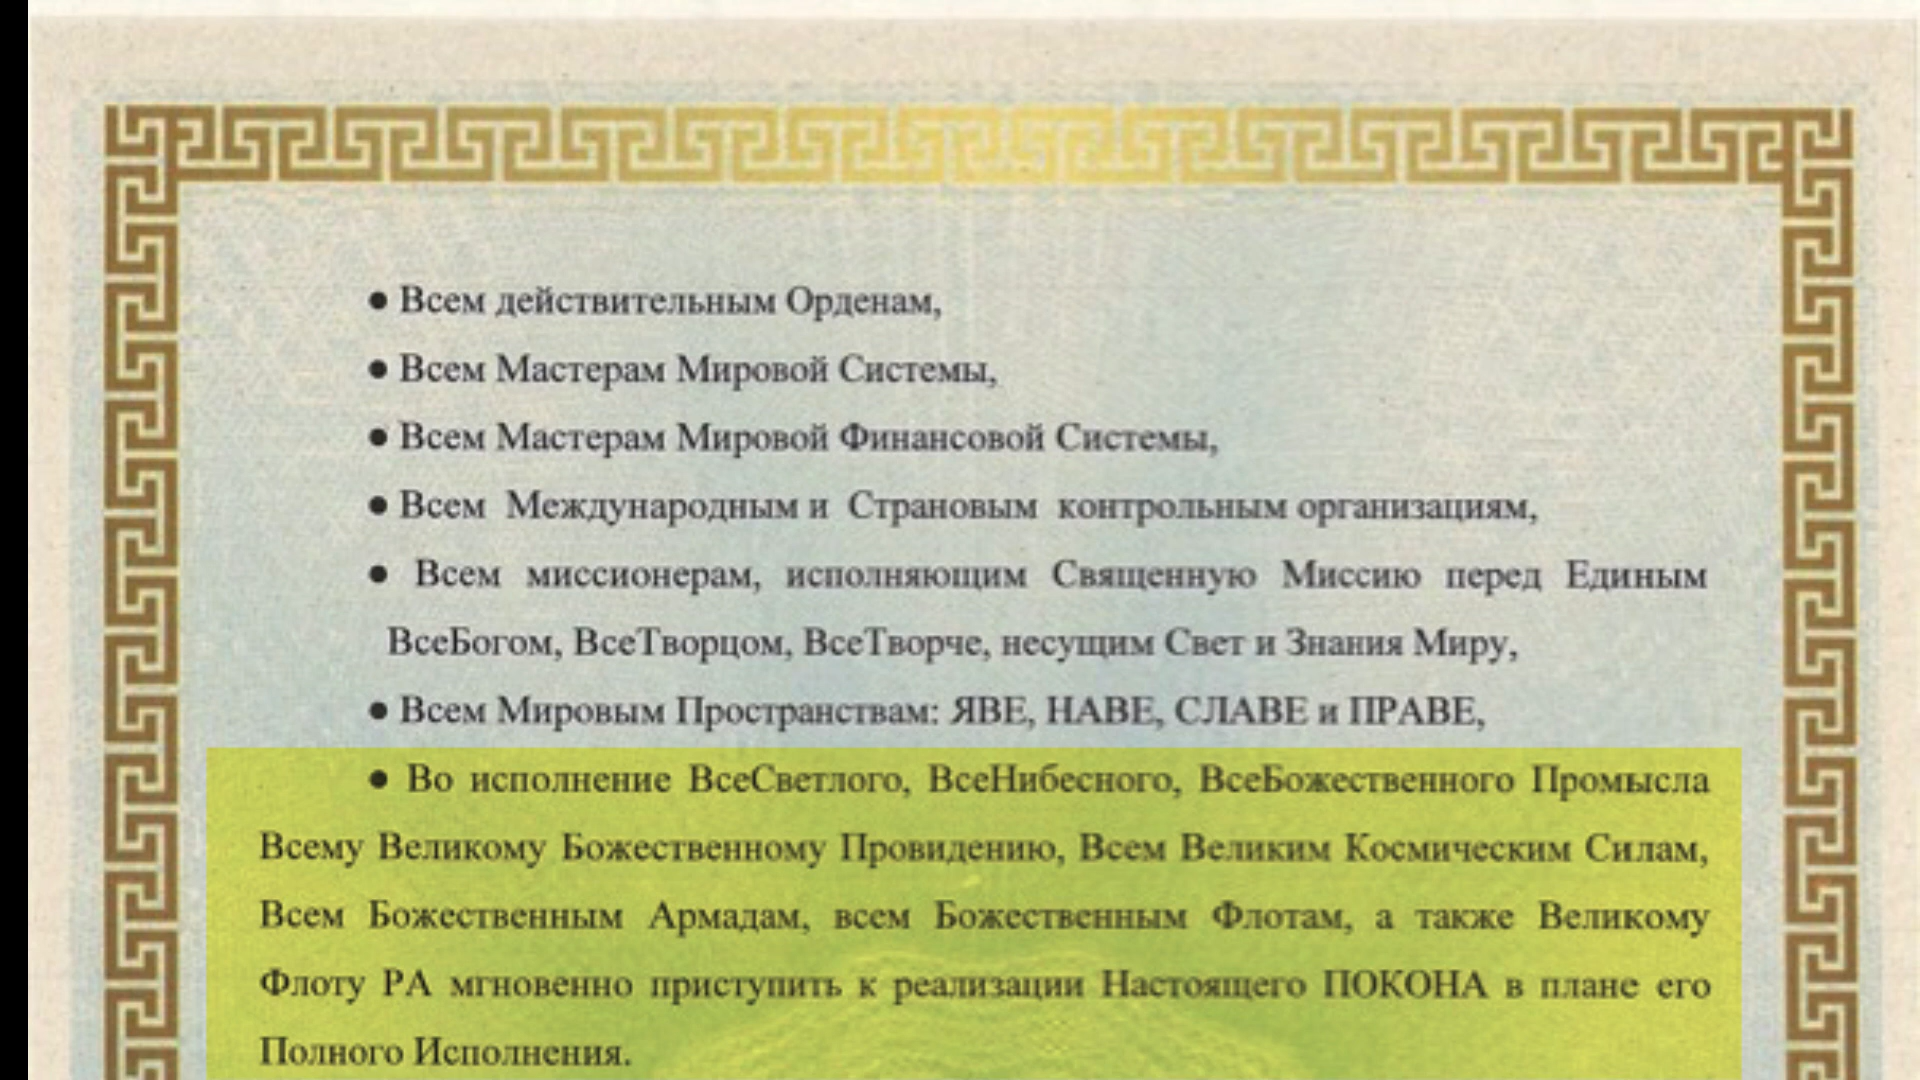 ● Всем действительным Орденам,
● Всем Мастерам Мировой Системы,
● Всем Мастерам Мировой Финансовой Системы,
● Всем Международным и Страновым контрольным организациям,
● Всем миссионерам, исполняющим Священную Миссию перед Единым
ВсеБогом, ВсеТворцом, ВсеТворче, несущим Свет и Знания Миру,
● Всем Мировым Пространствам: ЯВЕ, НАВЕ, СЛАВЕ и ПРАВЕ,
● Во исполнение ВсеСветлого, ВсеНибесного, ВсеБожественного Промысла
Всему Великому Божественному Провидению, Всем Великим Космическим Силам,
Всем Божественным Армадам, всем Божественным Флотам, а также Великому
Флоту РА мгновенно приступить к реализации Настоящего ПОКОНА в плане его
Полного Исполнения.